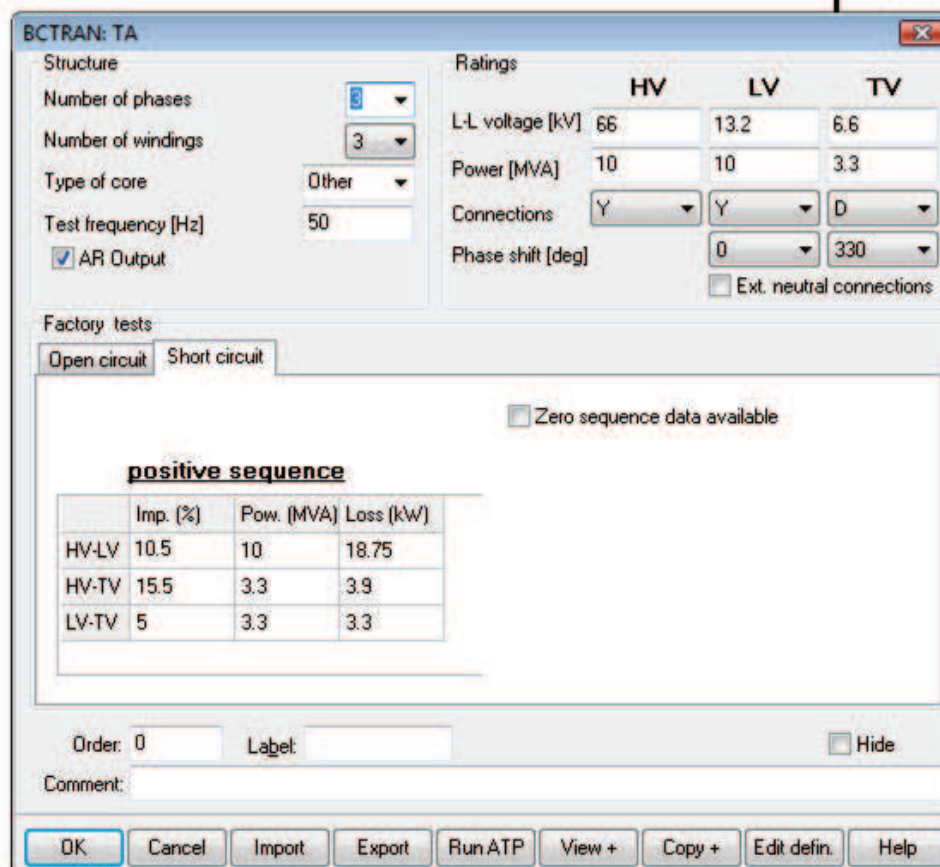 BCTRAN: TA
Structure
Number of phases 3
Number of windings 3
Type of core Other
Test frequency [Hz] 50
AR Output
Ratings
HV LV TV
L-L voltage [kV] 66 13.2 6.6
Power [MVA] 10 10 3.3
Connections Y Y D
Phase shift [deg] 0 330
Ext. neutral connections
Factory tests
Open circuit Short circuit
Zero sequence data available
positive sequence
Imp. (%) Pow. (MVA) Loss (kW)
HV-LV 10.5 10 18.75
HV-TV 15.5 3.3 3.9
LV-TV 5 3.3 3.3
Order: 0 Label: Hide
Comment:
OK Cancel Import Export Run ATP View + Copy + Edit defin. Help